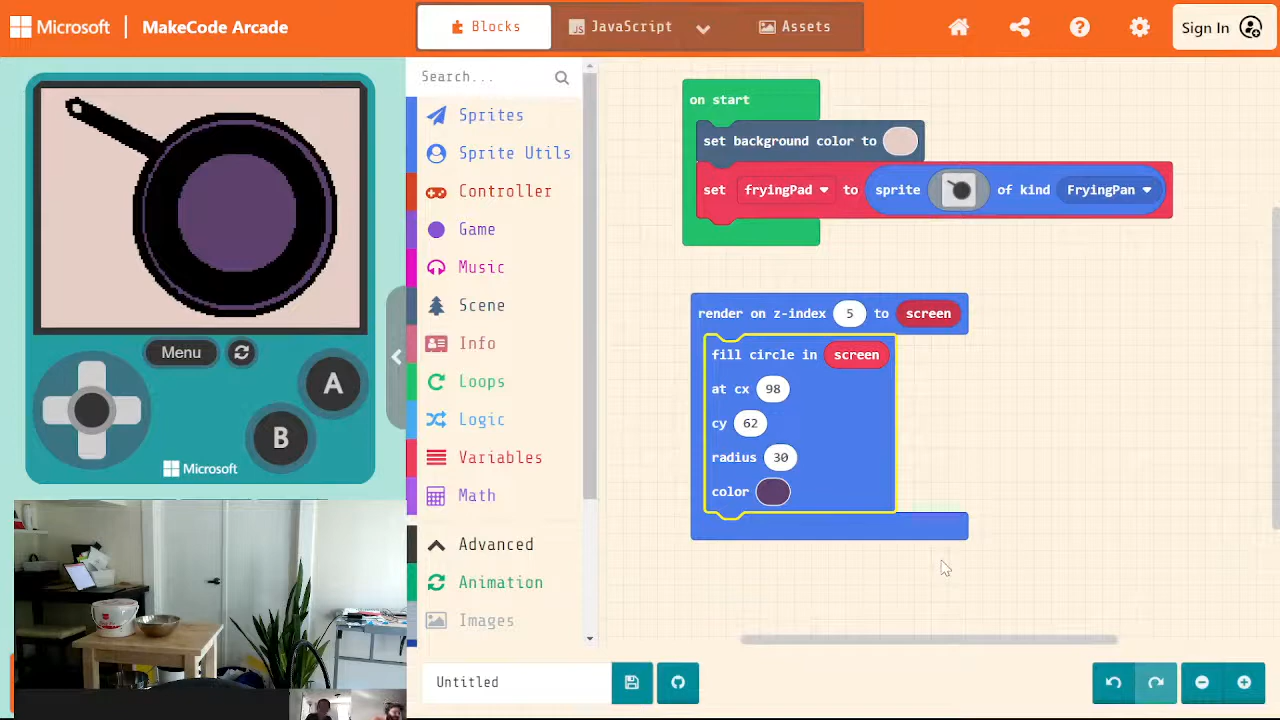 Microsoft MakeCode Arcade
Blocks
JavaScript
Assets
Sign In
Menu
A
B
Microsoft
Search...
Sprites
Sprite Utils
Controller
Game
Music
Scene
Info
Loops
Logic
Variables
Math
Advanced
Animation
Images
on start
set background color to
set fryingPad to sprite of kind FryingPan
render on z-index 5 to screen
fill circle in screen
at cx 98
cy 62
radius 30
color
Untitled